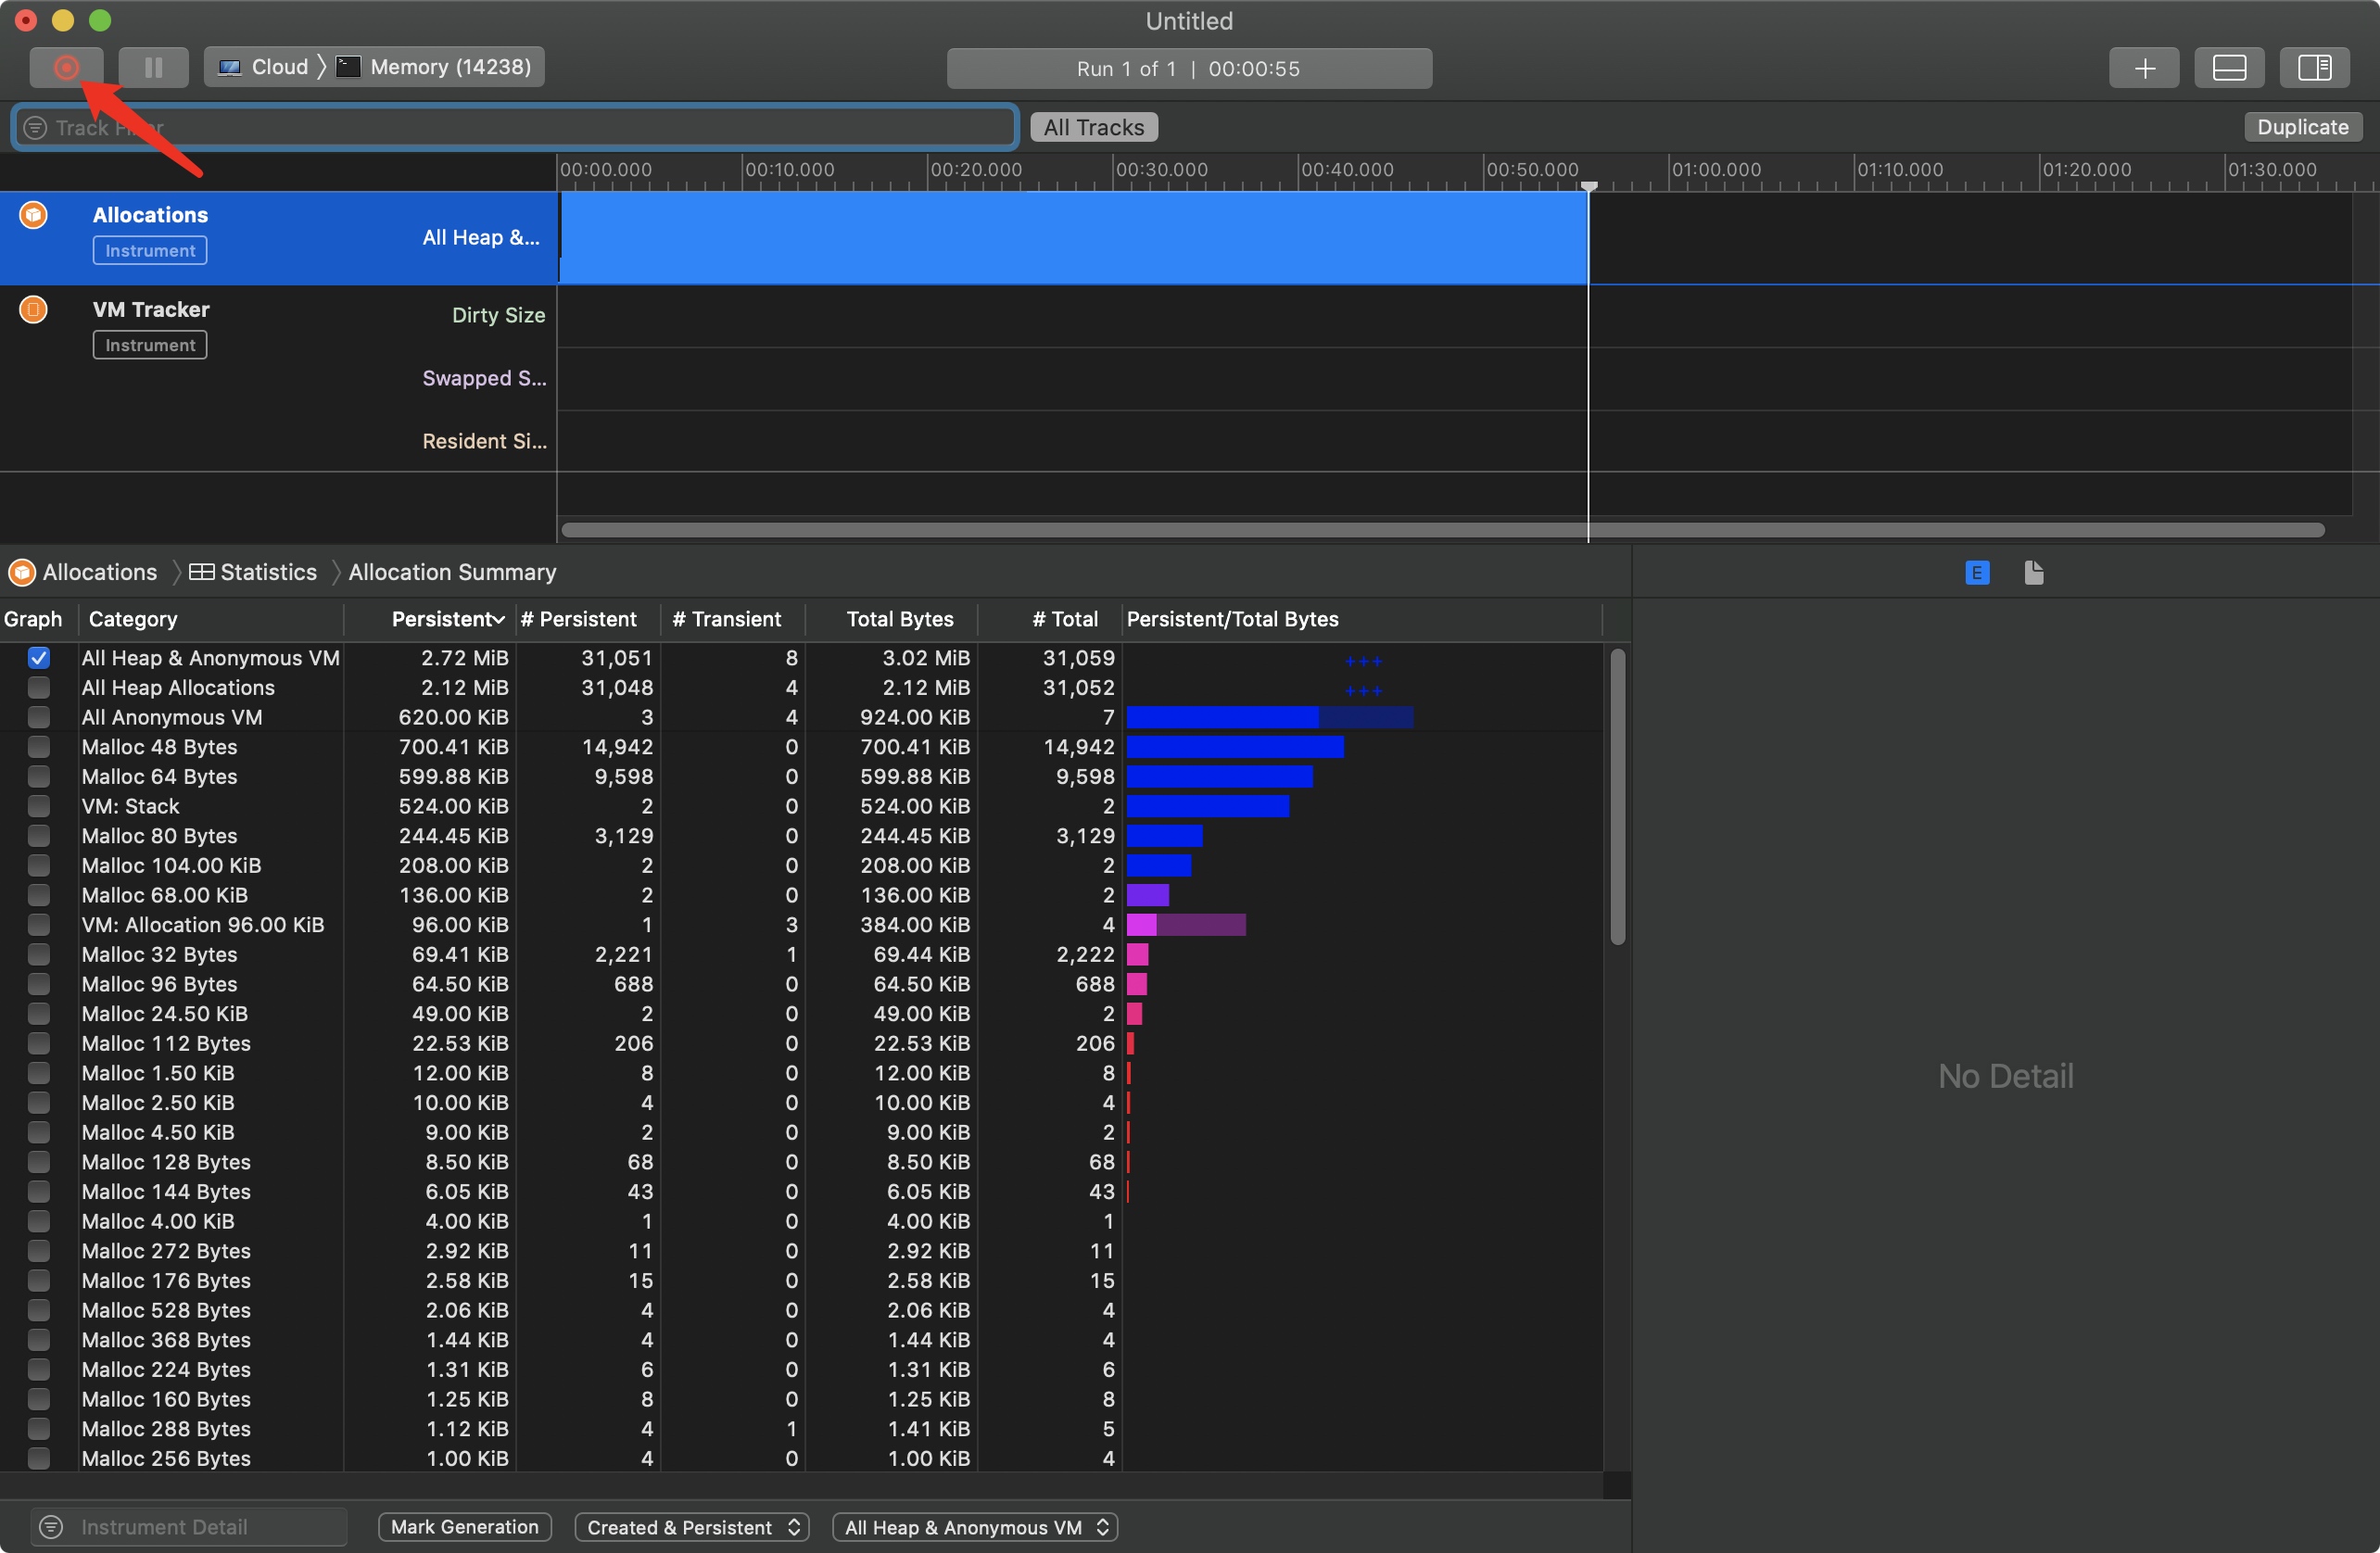 Untitled
Cloud 〉 Memory (14238)
Run 1 of 1 | 00:00:55
Track Filter
All Tracks
Duplicate
00:00.000 00:10.000 00:20.000 00:30.000 00:40.000 00:50.000 01:00.000 01:10.000 01:20.000 01:30.000
Allocations
Instrument
All Heap &...
VM Tracker
Instrument
Dirty Size
Swapped S...
Resident Si...
Allocations 〉 Statistics 〉 Allocation Summary
E
Graph Category Persistent # Persistent # Transient Total Bytes # Total Persistent/Total Bytes
All Heap & Anonymous VM 2.72 MiB 31,051 8 3.02 MiB 31,059 +++
All Heap Allocations 2.12 MiB 31,048 4 2.12 MiB 31,052 +++
All Anonymous VM 620.00 KiB 3 4 924.00 KiB 7
Malloc 48 Bytes 700.41 KiB 14,942 0 700.41 KiB 14,942
Malloc 64 Bytes 599.88 KiB 9,598 0 599.88 KiB 9,598
VM: Stack 524.00 KiB 2 0 524.00 KiB 2
Malloc 80 Bytes 244.45 KiB 3,129 0 244.45 KiB 3,129
Malloc 104.00 KiB 208.00 KiB 2 0 208.00 KiB 2
Malloc 68.00 KiB 136.00 KiB 2 0 136.00 KiB 2
VM: Allocation 96.00 KiB 96.00 KiB 1 3 384.00 KiB 4
Malloc 32 Bytes 69.41 KiB 2,221 1 69.44 KiB 2,222
Malloc 96 Bytes 64.50 KiB 688 0 64.50 KiB 688
Malloc 24.50 KiB 49.00 KiB 2 0 49.00 KiB 2
Malloc 112 Bytes 22.53 KiB 206 0 22.53 KiB 206
Malloc 1.50 KiB 12.00 KiB 8 0 12.00 KiB 8
Malloc 2.50 KiB 10.00 KiB 4 0 10.00 KiB 4
Malloc 4.50 KiB 9.00 KiB 2 0 9.00 KiB 2
Malloc 128 Bytes 8.50 KiB 68 0 8.50 KiB 68
Malloc 144 Bytes 6.05 KiB 43 0 6.05 KiB 43
Malloc 4.00 KiB 4.00 KiB 1 0 4.00 KiB 1
Malloc 272 Bytes 2.92 KiB 11 0 2.92 KiB 11
Malloc 176 Bytes 2.58 KiB 15 0 2.58 KiB 15
Malloc 528 Bytes 2.06 KiB 4 0 2.06 KiB 4
Malloc 368 Bytes 1.44 KiB 4 0 1.44 KiB 4
Malloc 224 Bytes 1.31 KiB 6 0 1.31 KiB 6
Malloc 160 Bytes 1.25 KiB 8 0 1.25 KiB 8
Malloc 288 Bytes 1.12 KiB 4 1 1.41 KiB 5
Malloc 256 Bytes 1.00 KiB 4 0 1.00 KiB 4
No Detail
Instrument Detail
Mark Generation
Created & Persistent
All Heap & Anonymous VM